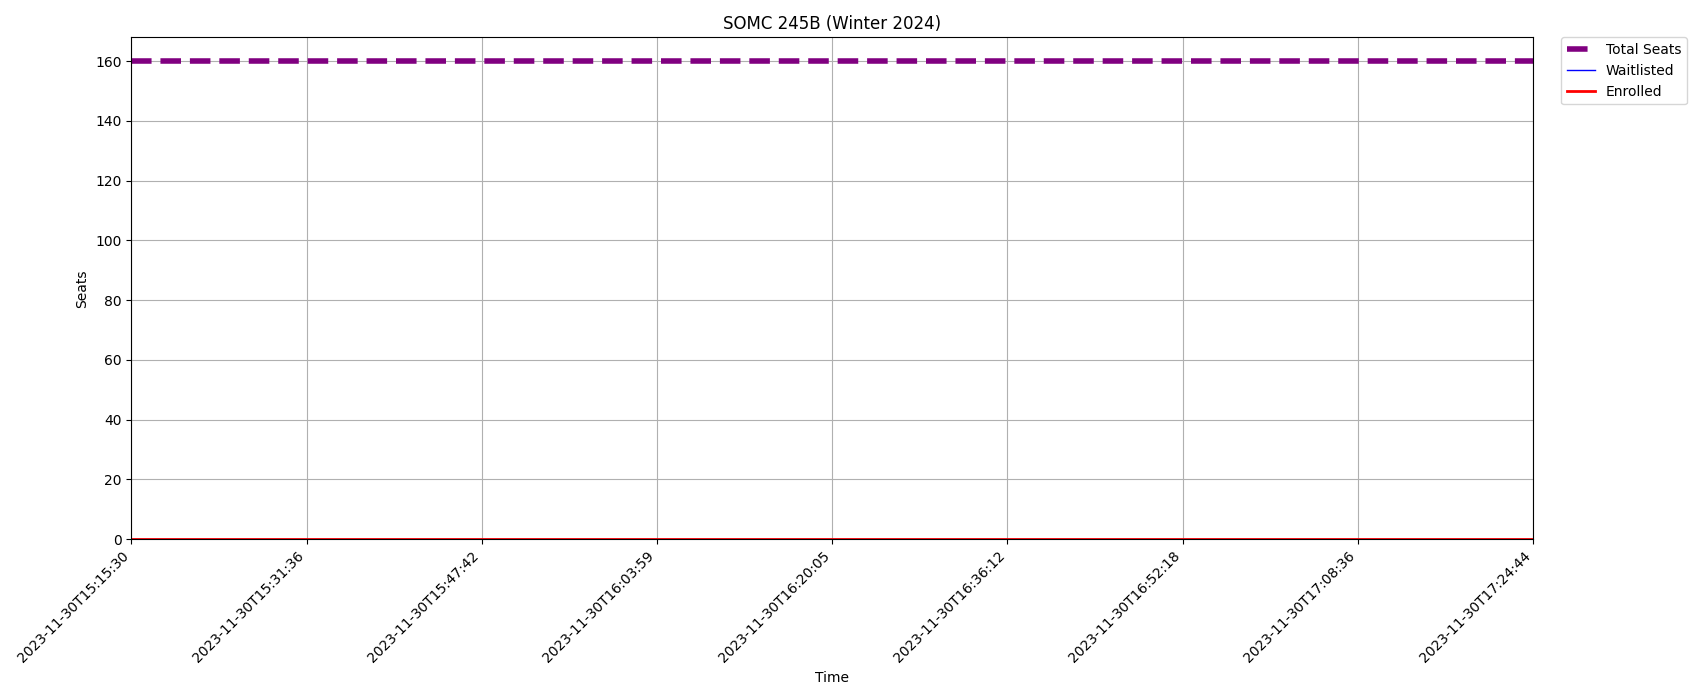 SOMC 245B (Winter 2024)
Total Seats
Waitlisted
Enrolled
Seats
160
140
120
100
80
60
40
20
0
2023-11-30T15:15:30
2023-11-30T15:31:36
2023-11-30T15:47:42
2023-11-30T16:03:59
2023-11-30T16:20:05
2023-11-30T16:36:12
2023-11-30T16:52:18
2023-11-30T17:08:36
2023-11-30T17:24:44
Time